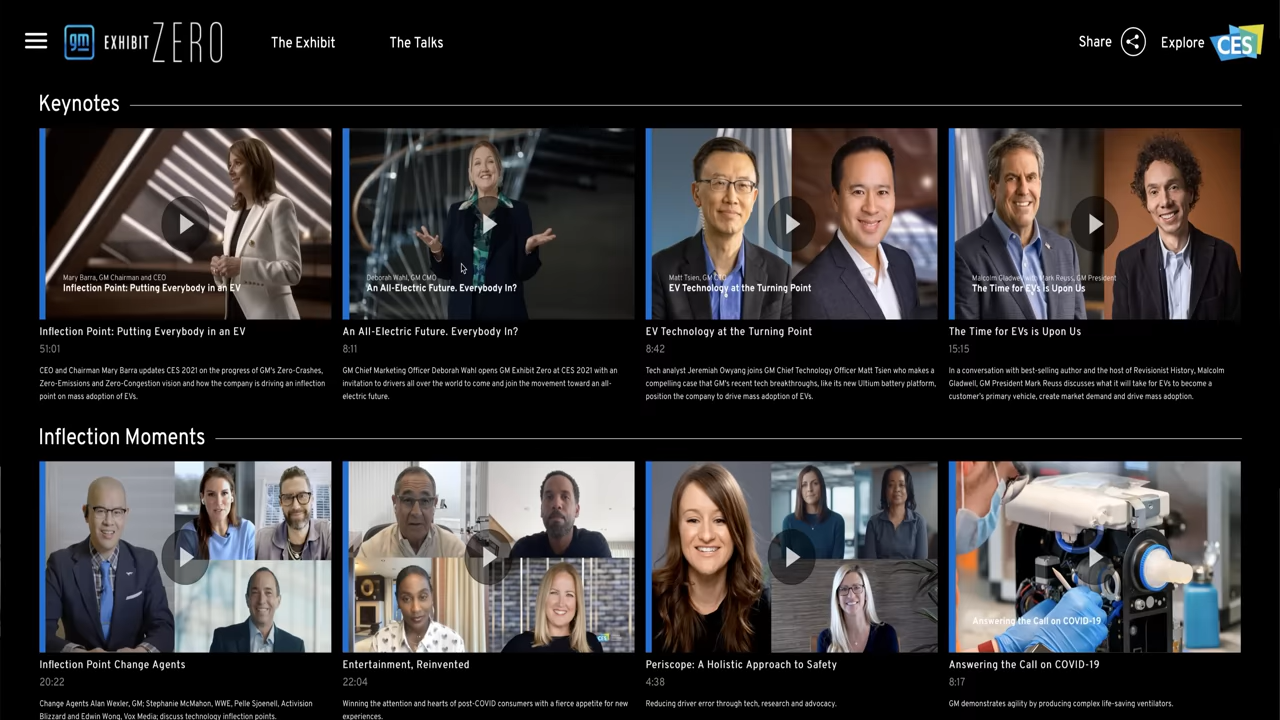 gm EXHIBIT ZERO The Exhibit The Talks Share Explore CES
Keynotes
Mary Barra, GM Chairman and CEO
Inflection Point: Putting Everybody in an EV
Deborah Wahl, GM CMO
An All-Electric Future. Everybody In?
Matt Tsien, GM
EV Technology at the Turning Point
Malcolm Gladwell with Mark Reuss, GM President
The Time for EVs is Upon Us
Inflection Point: Putting Everybody in an EV
51:01
CEO and Chairman Mary Barra updates CES 2021 on the progress of GM's Zero-Crashes,
Zero-Emissions and Zero-Congestion vision and how the company is driving an inflection
point on mass adoption of EVs.
An All-Electric Future. Everybody In?
8:11
GM Chief Marketing Officer Deborah Wahl opens GM Exhibit Zero at CES 2021 with an
invitation to drivers all over the world to come and join the movement toward an all-
electric future.
EV Technology at the Turning Point
8:42
Tech analyst Jeremiah Owyang joins GM Chief Technology Officer Matt Tsien who makes a
compelling case that GM's recent tech breakthroughs, like its new Ultium battery platform,
position the company to drive mass adoption of EVs.
The Time for EVs is Upon Us
15:15
In a conversation with best-selling author and the host of Revisionist History, Malcolm
Gladwell, GM President Mark Reuss discusses what it will take for EVs to become a
customer's primary vehicle, create market demand and drive mass adoption.
Inflection Moments
CES
Answering the Call on COVID-19
Inflection Point Change Agents
20:22
Change Agents Alan Wexler, GM; Stephanie McMahon, WWE, Pelle Sjoenell, Activision
Blizzard and Edwin Wong, Vox Media; discuss technology inflection points.
Entertainment, Reinvented
22:04
Winning the attention and hearts of post-COVID consumers with a fierce appetite for new
experiences.
Periscope: A Holistic Approach to Safety
4:38
Reducing driver error through tech, research and advocacy.
Answering the Call on COVID-19
8:17
GM demonstrates agility by producing complex life-saving ventilators.